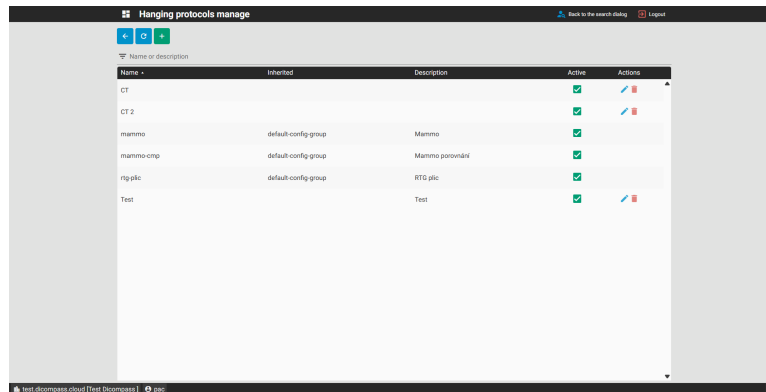 Hanging protocols manage
Back to the search dialog Logout
Name or description
Name Inherited Description Active Actions
CT
CT 2
mammo default-config-group Mammo
mammo-cmp default-config-group Mammo porovnání
rtg-plic default-config-group RTG plic
Test Test
test.dicompass.cloud [Test Dicompass ] pac